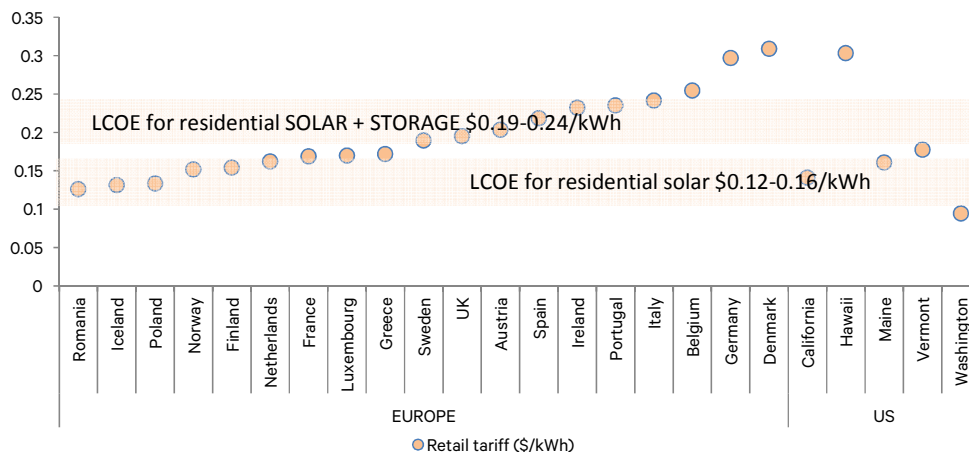 0.35
0.3
0.25
0.2
0.15
0.1
0.05
0
LCOE for residential SOLAR + STORAGE $0.19-0.24/kWh
LCOE for residential solar $0.12-0.16/kWh
Romania
Iceland
Poland
Norway
Finland
Netherlands
France
Luxembourg
Greece
Sweden
UK
Austria
Spain
Ireland
Portugal
Italy
Belgium
Germany
Denmark
California
Hawaii
Maine
Vermont
Washington
EUROPE
US
Retail tariff ($/kWh)